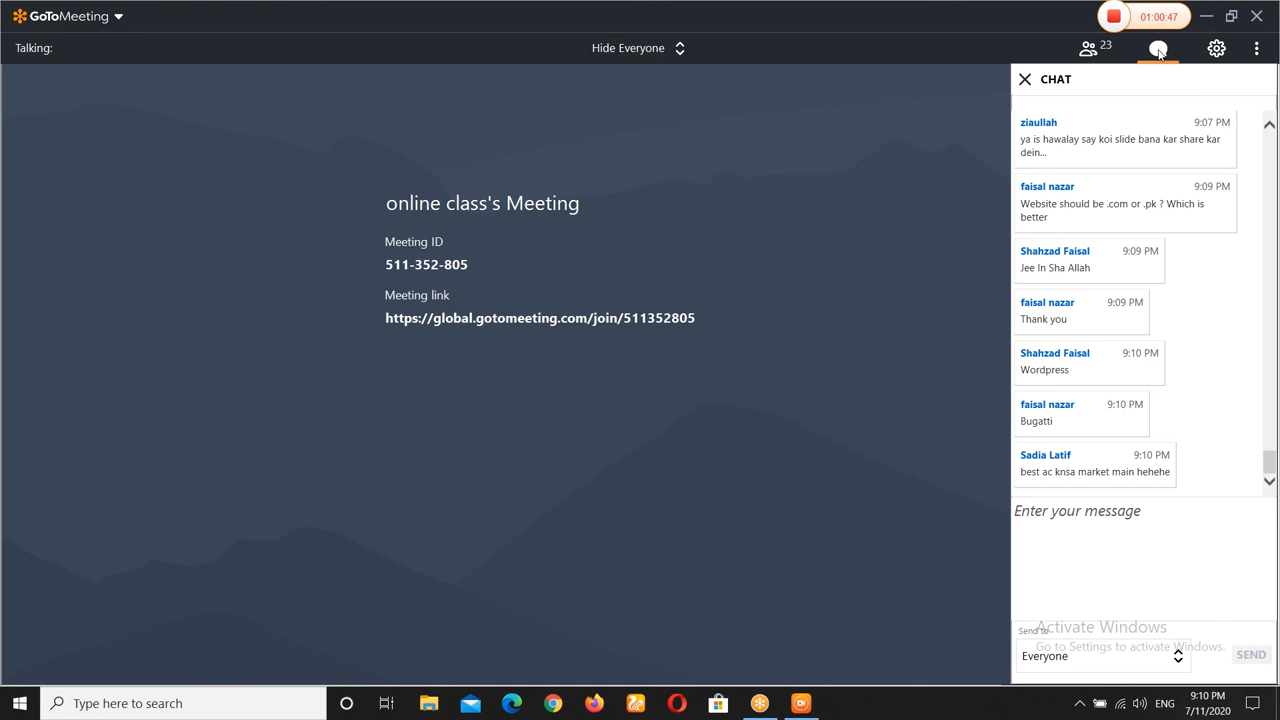 GoToMeeting
01:00:47
Talking:
Hide Everyone
23
CHAT
ziaullah 9:07 PM
ya is hawalay say koi slide bana kar share kar
dein...
faisal nazar 9:09 PM
Website should be .com or .pk ? Which is
better
Shahzad Faisal 9:09 PM
Jee In Sha Allah
faisal nazar 9:09 PM
Thank you
Shahzad Faisal 9:10 PM
Wordpress
faisal nazar 9:10 PM
Bugatti
Sadia Latif 9:10 PM
best ac knsa market main hehehe
online class's Meeting
Meeting ID
511-352-805
Meeting link
https://global.gotomeeting.com/join/511352805
Enter your message
Send to
Everyone
SEND
Activate Windows
Go to Settings to activate Windows.
Type here to search
ENG
9:10 PM
7/11/2020